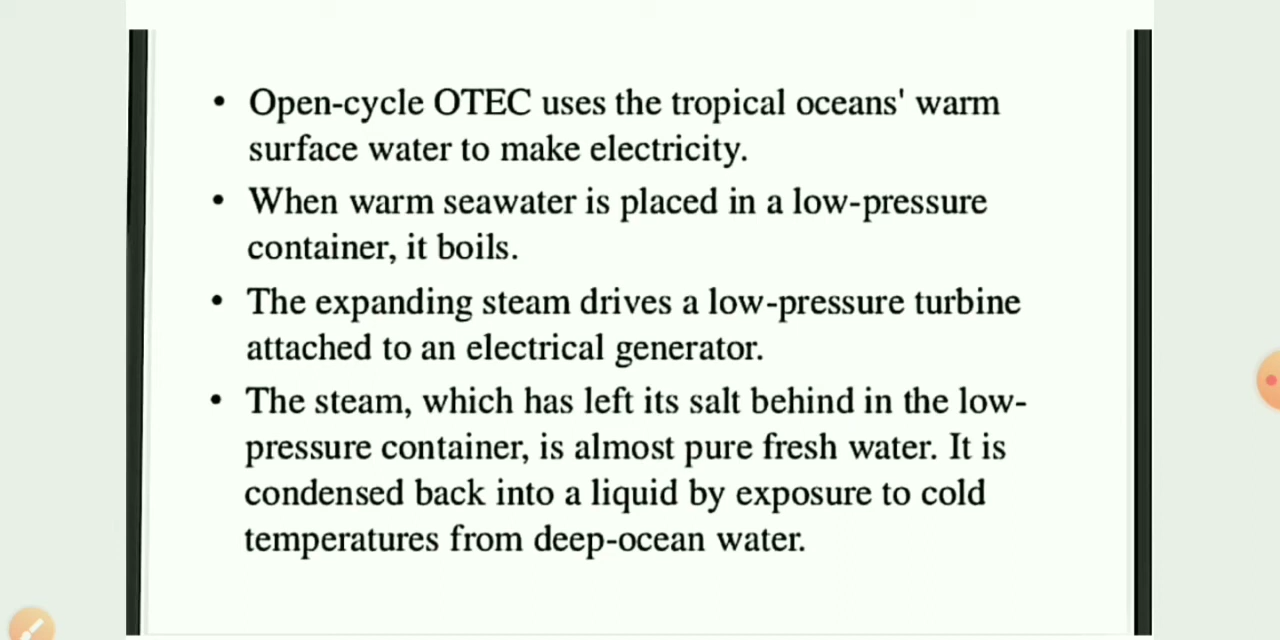 • Open-cycle OTEC uses the tropical oceans' warm
surface water to make electricity.
• When warm seawater is placed in a low-pressure
container, it boils.
• The expanding steam drives a low-pressure turbine
attached to an electrical generator.
• The steam, which has left its salt behind in the low-
pressure container, is almost pure fresh water. It is
condensed back into a liquid by exposure to cold
temperatures from deep-ocean water.